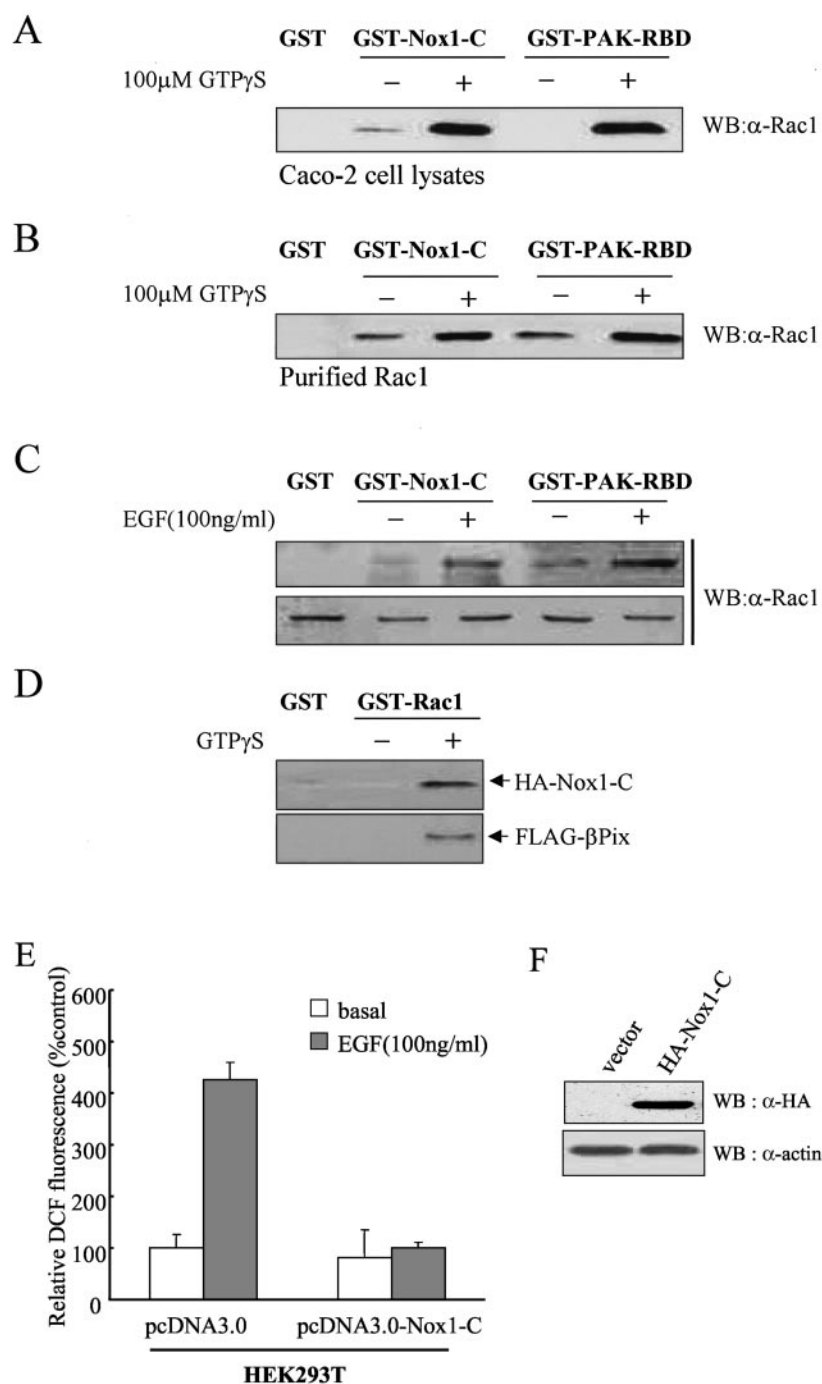 A
GST GST-Nox1-C GST-PAK-RBD
100μM GTPγS − + − +
WB:α-Rac1
Caco-2 cell lysates
B
GST GST-Nox1-C GST-PAK-RBD
100μM GTPγS − + − +
WB:α-Rac1
Purified Rac1
C
GST GST-Nox1-C GST-PAK-RBD
EGF(100ng/ml) − + − +
WB:α-Rac1
D
GST GST-Rac1
GTPγS − +
HA-Nox1-C
FLAG-βPix
E
Relative DCF fluorescence (%control)
600
500
400
300
200
100
0
basal
EGF(100ng/ml)
pcDNA3.0 pcDNA3.0-Nox1-C
HEK293T
F
vector HA-Nox1-C
WB : α-HA
WB : α-actin